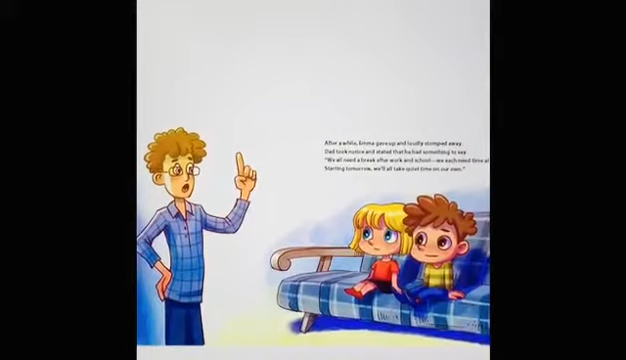 After a while, Emma gave up and loudly stomped away.
Dad took notice and stated that he had something to say.
"We all need a break after work and school—we each need time al
Starting tomorrow, we'll all take quiet time on our own."